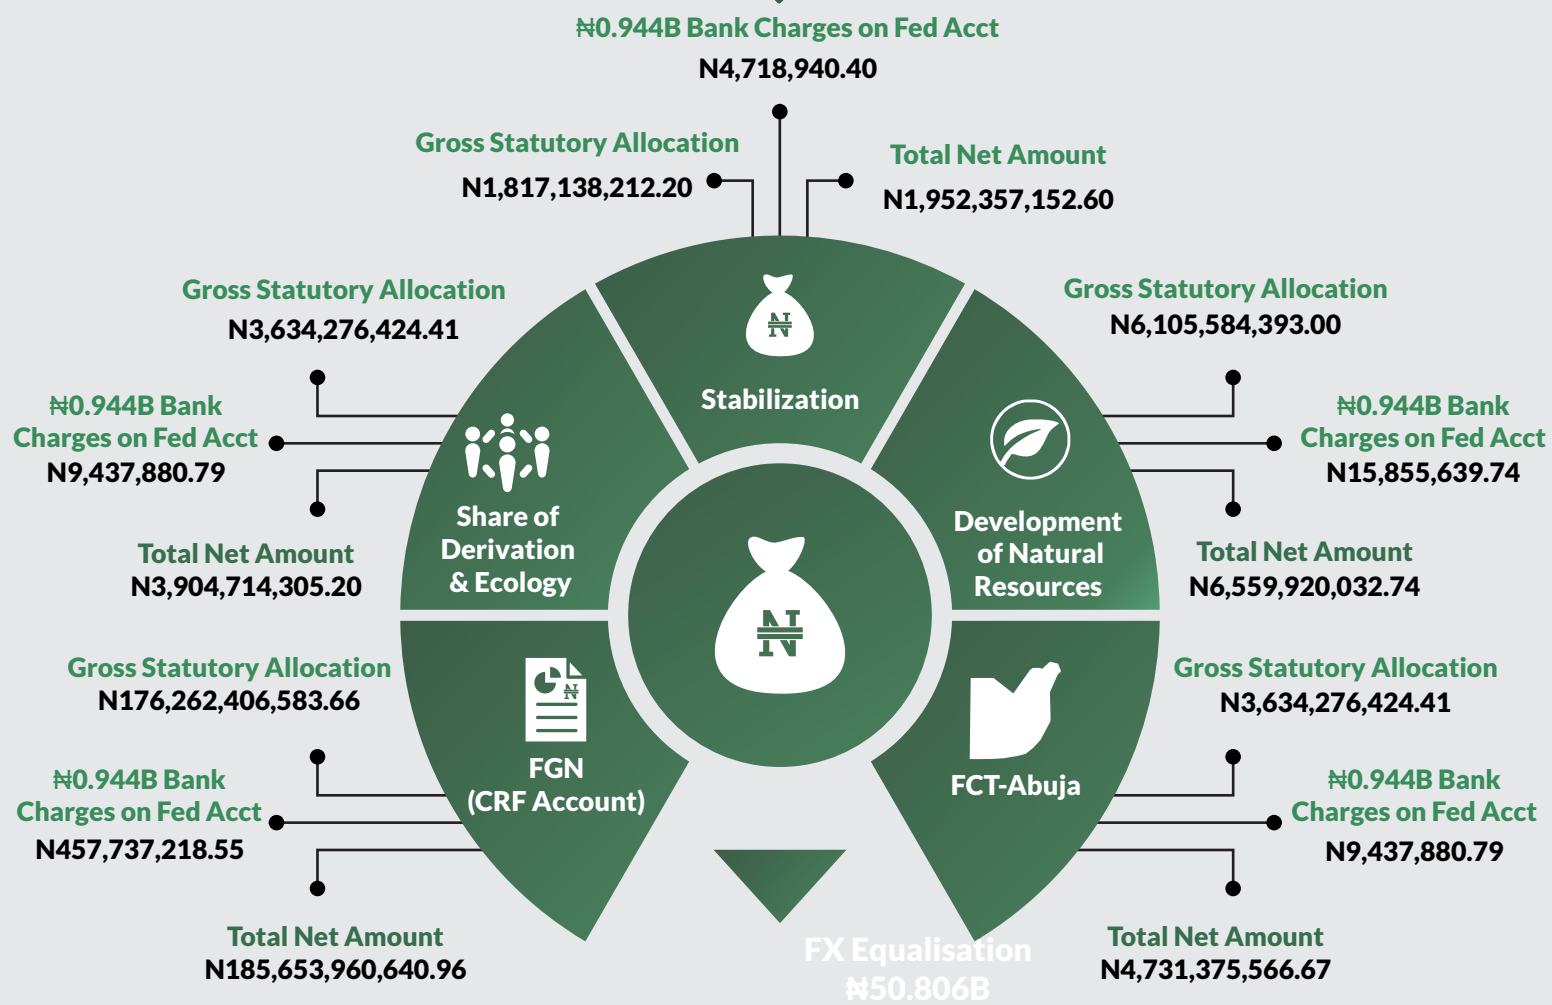 ₦0.944B Bank Charges on Fed Acct
N4,718,940.40
Gross Statutory Allocation
N1,817,138,212.20
Total Net Amount
N1,952,357,152.60
Gross Statutory Allocation
N3,634,276,424.41
₦0.944B Bank
Charges on Fed Acct
N9,437,880.79
Total Net Amount
N3,904,714,305.20
Share of
Derivation
& Ecology
₦
Stabilization
Gross Statutory Allocation
N6,105,584,393.00
₦0.944B Bank
Charges on Fed Acct
N15,855,639.74
Total Net Amount
N6,559,920,032.74
Development
of Natural
Resources
₦
Gross Statutory Allocation
N176,262,406,583.66
₦0.944B Bank
Charges on Fed Acct
N457,737,218.55
Total Net Amount
N185,653,960,640.96
₦
FGN
(CRF Account)
Gross Statutory Allocation
N3,634,276,424.41
FCT-Abuja
₦0.944B Bank
Charges on Fed Acct
N9,437,880.79
Total Net Amount
N4,731,375,566.67
FX Equalisation
₦50.806B